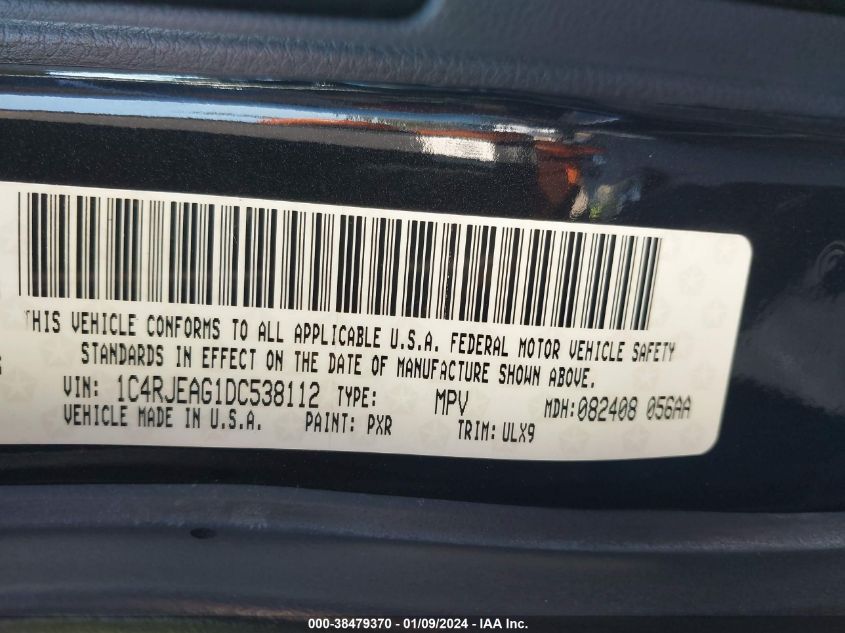 THIS VEHICLE CONFORMS TO ALL APPLICABLE U.S.A. FEDERAL MOTOR VEHICLE SAFETY
STANDARDS IN EFFECT ON THE DATE OF MANUFACTURE SHOWN ABOVE.
VIN: 1C4RJEAG1DC538112 TYPE: MPV MDH:082408 056AA
VEHICLE MADE IN U.S.A. PAINT: PXR TRIM: ULX9
000-38479370 - 01/09/2024 - IAA Inc.